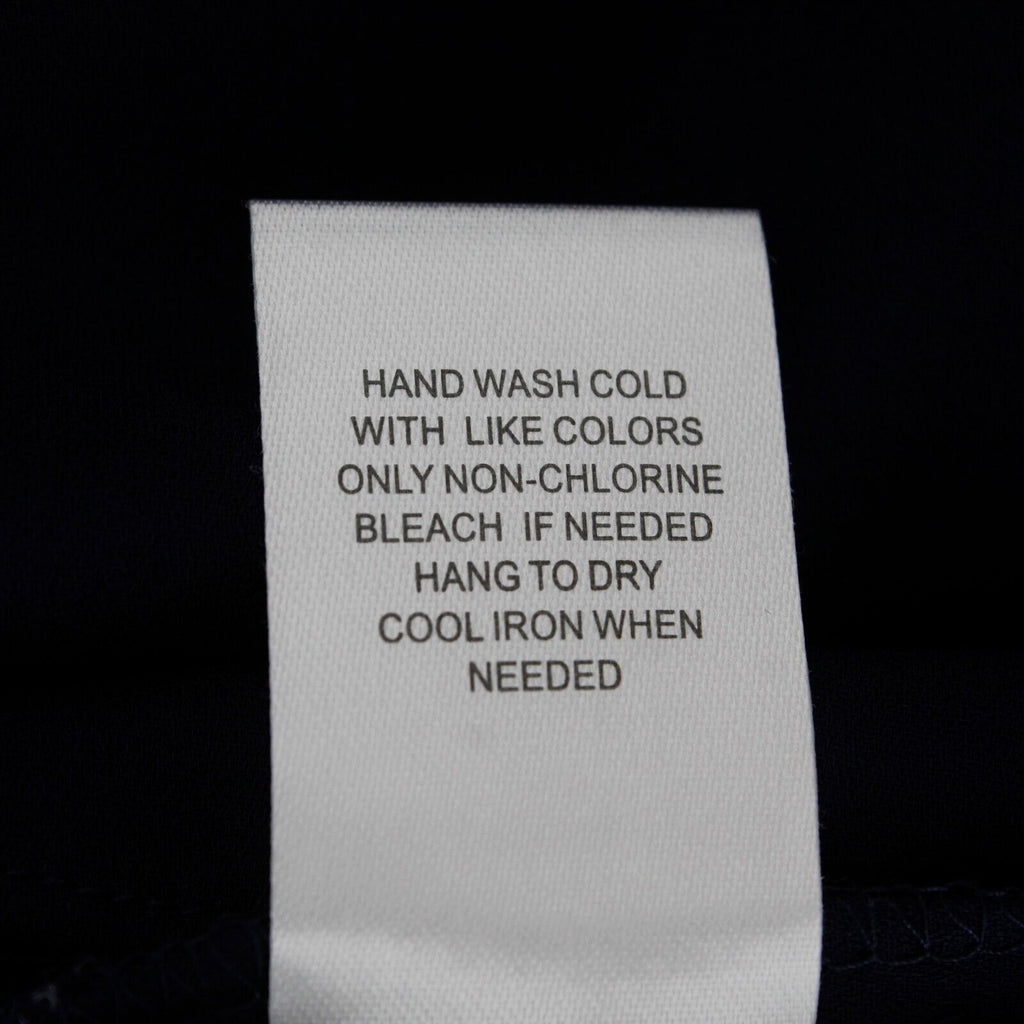 HAND WASH COLD
WITH LIKE COLORS
ONLY NON-CHLORINE
BLEACH IF NEEDED
HANG TO DRY
COOL IRON WHEN
NEEDED